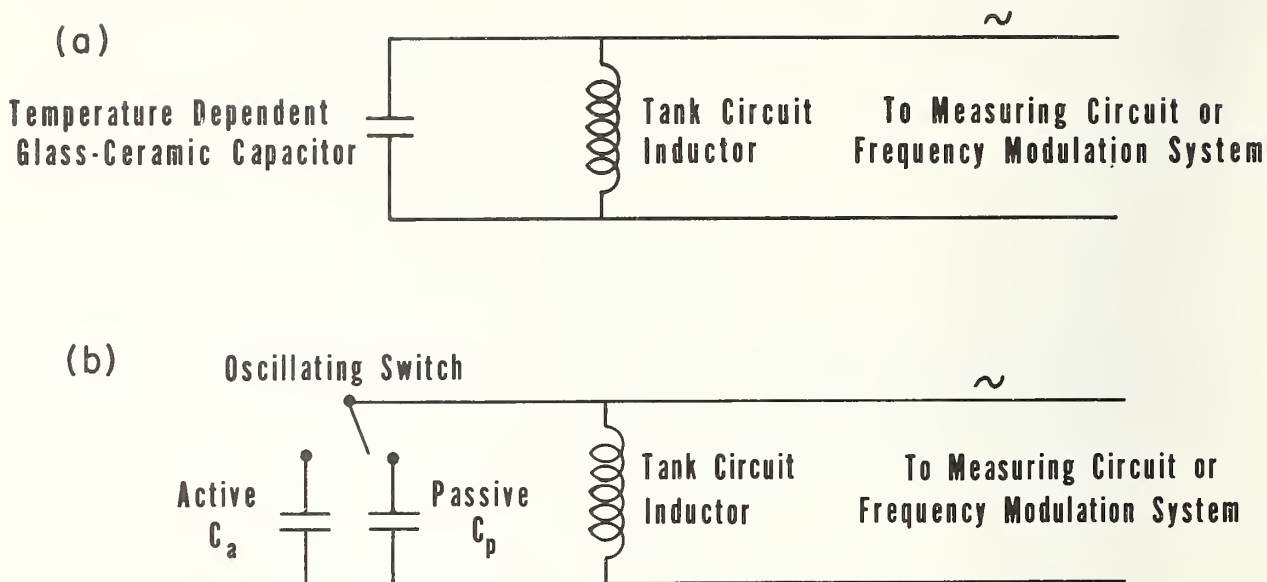 (a)
Temperature Dependent
Glass-Ceramic Capacitor
Tank Circuit
Inductor
~
To Measuring Circuit or
Frequency Modulation System
(b)
Oscillating Switch
Active
Ca
Passive
Cp
Tank Circuit
Inductor
~
To Measuring Circuit or
Frequency Modulation System